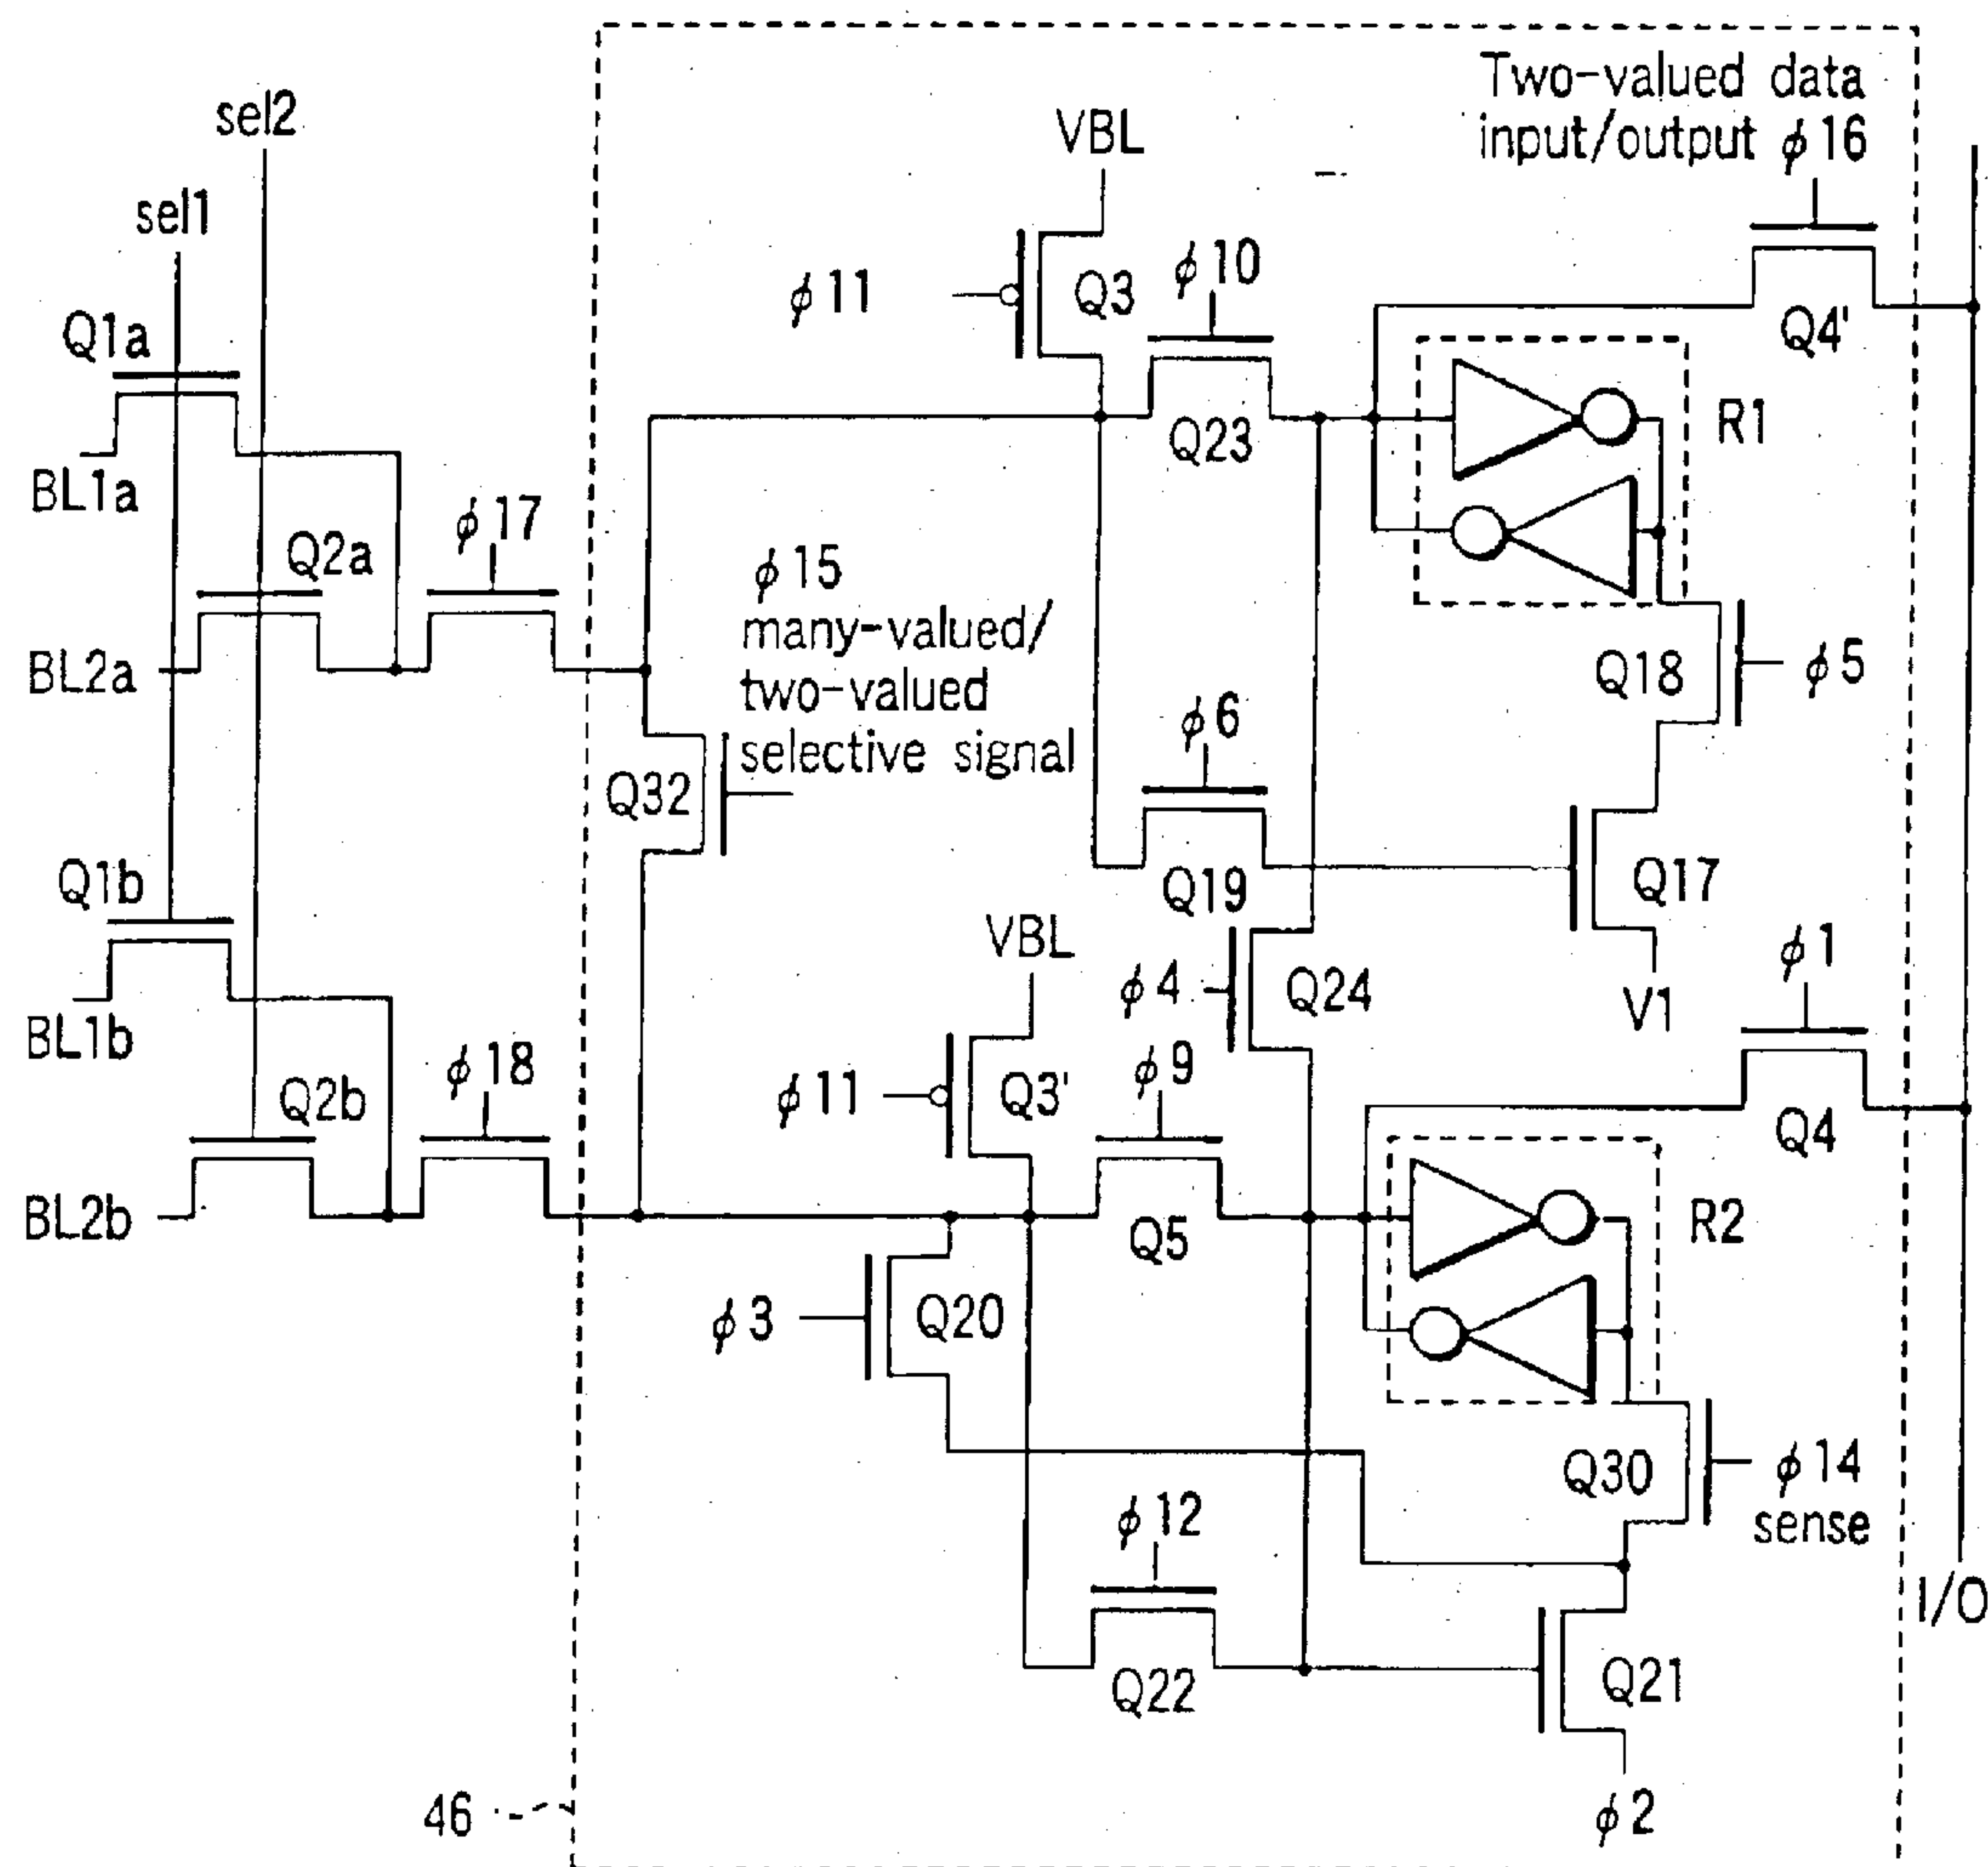 Two-valued data
input/output ϕ16
sel2
VBL
sel1
ϕ10
ϕ11
Q3
Q1a
Q4'
R1
Q23
BL1a
ϕ17
Q2a
ϕ15
many-valued/
two-valued
selective signal
BL2a
Q18
ϕ5
ϕ6
Q32
Q1b
Q19
Q17
VBL
ϕ1
ϕ4
Q24
V1
BL1b
ϕ18
ϕ9
Q2b
ϕ11
Q3'
Q4
BL2b
Q5
R2
ϕ3
Q20
Q30
ϕ14
sense
ϕ12
I/O
Q22
Q21
46
ϕ2